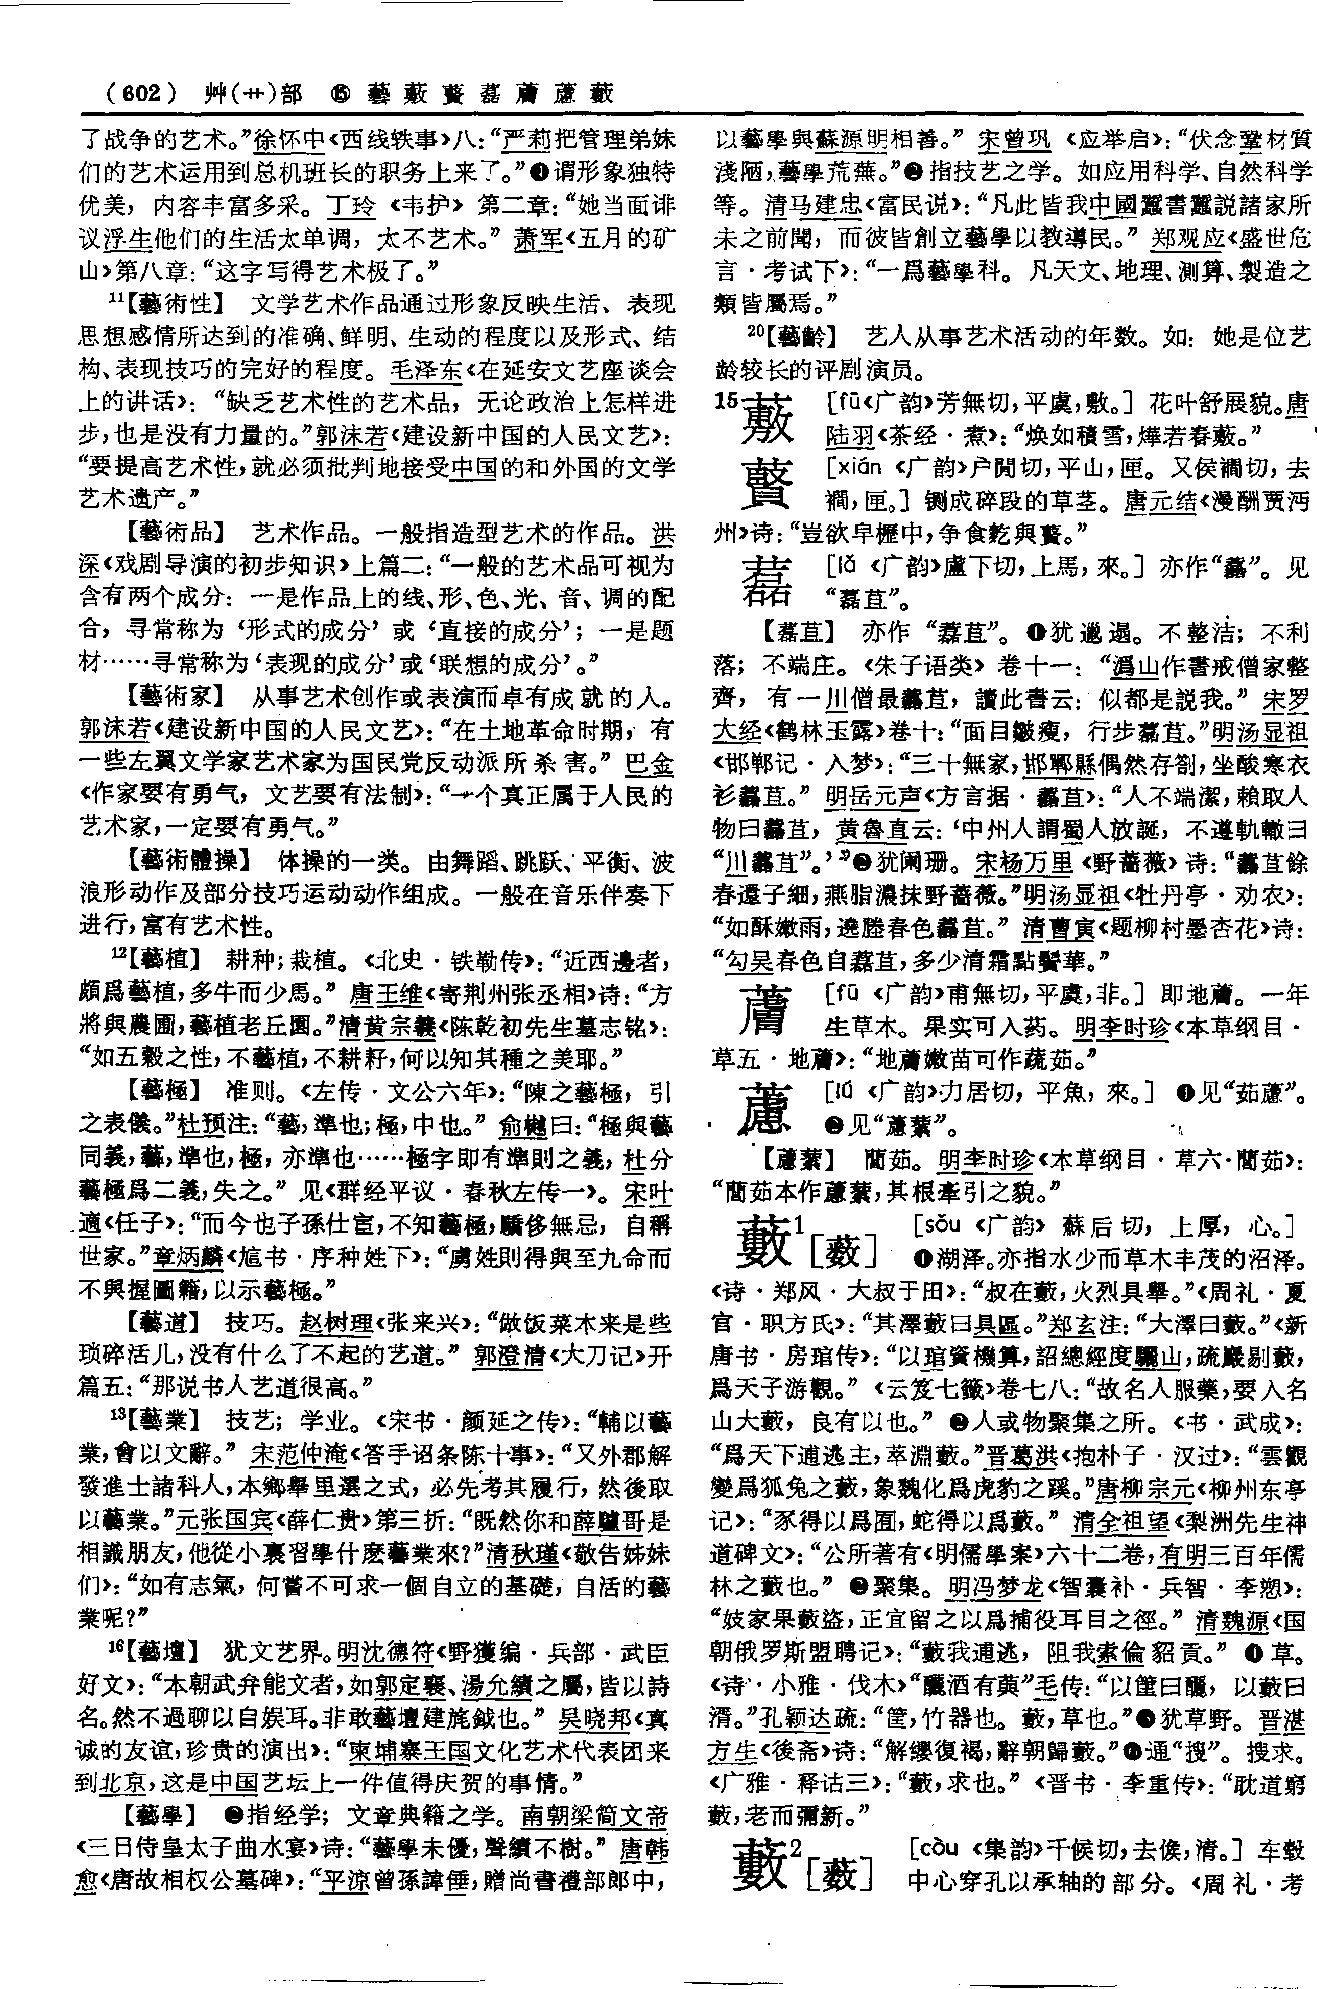 (602) 艸(艹)部 ⑮ 藝藪虄藞䕎藘藪
了战争的艺术。”徐怀中《西线轶事》八：“严莉把管理弟妹
们的艺术运用到总机班长的职务上来了。”❹谓形象独特
优美，内容丰富多采。丁玲《韦护》第二章：“她当面诽
议浮生他们的生活太单调，太不艺术。”萧军《五月的矿
山》第八章：“这字写得艺术极了。”
11【藝術性】 文学艺术作品通过形象反映生活、表现
思想感情所达到的准确、鲜明、生动的程度以及形式、结
构、表现技巧的完好的程度。毛泽东《在延安文艺座谈会
上的讲话》：“缺乏艺术性的艺术品，无论政治上怎样进
步，也是没有力量的。”郭沫若《建设新中国的人民文艺》：
“要提高艺术性，就必须批判地接受中国的和外国的文学
艺术遗产。”
【藝術品】 艺术作品。一般指造型艺术的作品。洪
深《戏剧导演的初步知识》上篇二：“一般的艺术品可视为
含有两个成分：一是作品上的线、形、色、光、音、调的配
合，寻常称为‘形式的成分’或‘直接的成分’；一是题
材……寻常称为‘表现的成分’或‘联想的成分’。”
【藝術家】 从事艺术创作或表演而卓有成就的人。
郭沫若《建设新中国的人民文艺》：“在土地革命时期，有
一些左翼文学家艺术家为国民党反动派所杀害。”巴金
《作家要有勇气，文艺要有法制》：“一个真正属于人民的
艺术家，一定要有勇气。”
【藝術體操】 体操的一类。由舞蹈、跳跃、平衡、波
浪形动作及部分技巧运动动作组成。一般在音乐伴奏下
进行，富有艺术性。
12【藝植】 耕种；栽植。《北史·铁勒传》：“近西邊者，
頗爲藝植，多牛而少馬。”唐王维《寄荆州张丞相》诗：“方
將與農圃，藝植老丘園。”清黄宗羲《陈乾初先生墓志铭》：
“如五穀之性，不藝植，不耕耔，何以知其種之美耶。”
【藝極】 准则。《左传·文公六年》：“陳之藝極，引
之表儀。”杜预注：“藝，準也；極，中也。”俞樾曰：“極與藝
同義，藝，準也，極，亦準也……極字即有準則之義，杜分
藝極爲二義，失之。”见《群经平议·春秋左传一》。宋叶
適《任子》：“而今也子孫仕宦，不知藝極，驕侈無忌，自稱
世家。”章炳麟《訄书·序种姓下》：“虜姓則得與至九命而
不與握圖籍，以示藝極。”
【藝道】 技巧。赵树理《张来兴》：“做饭菜本来是些
琐碎活儿，没有什么了不起的艺道。”郭澄清《大刀记》开
篇五：“那说书人艺道很高。”
13【藝業】 技艺；学业。《宋书·颜延之传》：“輔以藝
業，會以文辭。”宋范仲淹《答手诏条陈十事》：“又外郡解
發進士諸科人，本鄉舉里選之式，必先考其履行，然後取
以藝業。”元张国宾《薛仁贵》第三折：“既然你和薛驢哥是
相識朋友，他從小裏習學什麽藝業來？”清秋瑾《敬告姊妹
们》：“如有志氣，何嘗不可求一個自立的基礎，自活的藝
業呢？”
16【藝壇】 犹文艺界。明沈德符《野獲编·兵部·武臣
好文》：“本朝武弁能文者，如郭定襄、湯允績之屬，皆以詩
名。然不過聊以自娱耳。非敢藝壇建旄鉞也。”吴晓邦《真
诚的友谊，珍贵的演出》：“柬埔寨王国文化艺术代表团来
到北京，这是中国艺坛上一件值得庆贺的事情。”
【藝學】 ❷指经学；文章典籍之学。南朝梁简文帝
《三日侍皇太子曲水宴》诗：“藝學未優，聲績不樹。”唐韩
愈《唐故相权公墓碑》：“平涼曾孫諱倕，贈尚書禮部郎中，
以藝學與蘇源明相善。”宋曾巩《应举启》：“伏念鞏材質
淺陋，藝學荒蕪。”❷指技艺之学。如应用科学、自然科学
等。清马建忠《富民说》：“凡此皆我中國蠶書蠶説諸家所
未之前聞，而彼皆創立藝學以教導民。”郑观应《盛世危
言·考试下》：“一爲藝學科。凡天文、地理、測算、製造之
類皆屬焉。”
20【藝齡】 艺人从事艺术活动的年数。如：她是位艺
龄较长的评剧演员。
15 [fū《广韵》芳無切，平虞，敷。] 花叶舒展貌。唐
陆羽《茶经·煮》：“焕如積雪，燁若春。”
[xián《广韵》户閒切，平山，匣。又侯襇切，去
襇，匣。] 铡成碎段的草茎。唐元结《漫酬贾沔
州》诗：“豈欲皁櫪中，争食麧與。”
藞 [lǎ《广韵》盧下切，上馬，來。] 亦作“”。见
“藞苴”。
【藞苴】 亦作“苴”。❶犹邋遢。不整洁；不利
落；不端庄。《朱子语类》卷十一：“潙山作書戒僧家整
齊，有一川僧最藞苴，讀此書云：似都是説我。”宋罗
大经《鹤林玉露》卷十：“面目皺瘦，行步藞苴。”明汤显祖
《邯郸记·入梦》：“三十無家，邯鄲縣偶然存劄，坐酸寒衣
衫藞苴。”明岳元声《方言据·藞苴》：“人不端潔，賴取人
物曰藞苴，黄魯直云：‘中州人謂蜀人放誕，不遵軌轍曰
“川藞苴”。’”❷犹阑珊。宋杨万里《野蔷薇》诗：“藞苴餘
春還子細，燕脂濃抹野薔薇。”明汤显祖《牡丹亭·劝农》：
“如酥嫩雨，遶塍春色藞苴。”清曹寅《题柳村墨杏花》诗：
“勾吴春色自藞苴，多少清霜點鬢華。”
[fū《广韵》甫無切，平虞，非。] 即地。一年
生草木。果实可入药。明李时珍《本草纲目·
草五·地》：“地嫩苗可作蔬茹。”
藘 [lǘ《广韵》力居切，平魚，來。] ❶见“茹藘”。
❷见“藘蕠”。
【藘蕠】 䕡茹。明李时珍《本草纲目·草六·䕡茹》：
“䕡茹本作藘蕠，其根牽引之貌。”
藪1[薮] [sǒu《广韵》蘇后切，上厚，心。]
❶湖泽。亦指水少而草木丰茂的沼泽。
《诗·郑风·大叔于田》：“叔在藪，火烈具舉。”《周礼·夏
官·职方氏》：“其澤藪曰具區。”郑玄注：“大澤曰藪。”《新
唐书·房琯传》：“以琯資機算，詔總經度驪山，疏巖剔藪，
爲天子游觀。”《云笈七籤》卷七八：“故名人服藥，要入名
山大藪，良有以也。”❷人或物聚集之所。《书·武成》：
“爲天下逋逃主，萃淵藪。”晋葛洪《抱朴子·汉过》：“雲觀
變爲狐兔之藪，象魏化爲虎豹之蹊。”唐柳宗元《柳州东亭
记》：“豕得以爲囿，蛇得以爲藪。”清全祖望《梨洲先生神
道碑文》：“公所著有《明儒學案》六十二卷，有明三百年儒
林之藪也。”❸聚集。明冯梦龙《智囊补·兵智·李愬》：
“妓家果藪盜，正宜留之以爲捕役耳目之徑。”清魏源《国
朝俄罗斯盟聘记》：“藪我逋逃，阻我索倫貂貢。”❹草。
《诗·小雅·伐木》“釃酒有藇”毛传：“以筐曰釃，以藪曰
湑。”孔颖达疏：“筐，竹器也。藪，草也。”❺犹草野。晋湛
方生《後斋》诗：“解纓復褐，辭朝歸藪。”❻通“搜”。搜求。
《广雅·释诂三》：“藪，求也。”《晋书·李重传》：“耽道窮
藪，老而彌新。”
藪2[薮] [còu《集韵》千候切，去候，清。] 车毂
中心穿孔以承轴的部分。《周礼·考